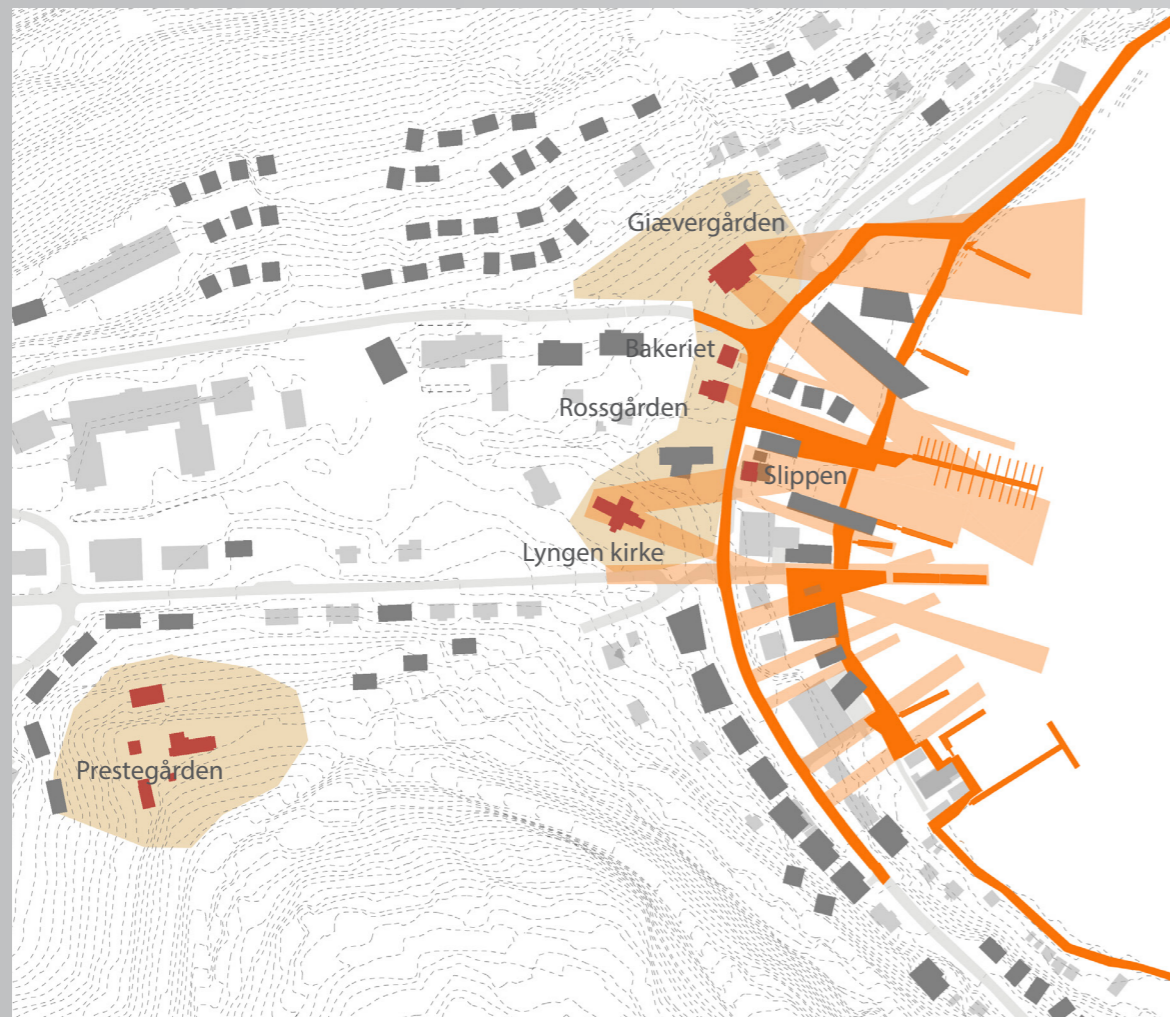 Giævergården
Bakeriet
Rossgården
Slippen
Lyngen kirke
Prestegården